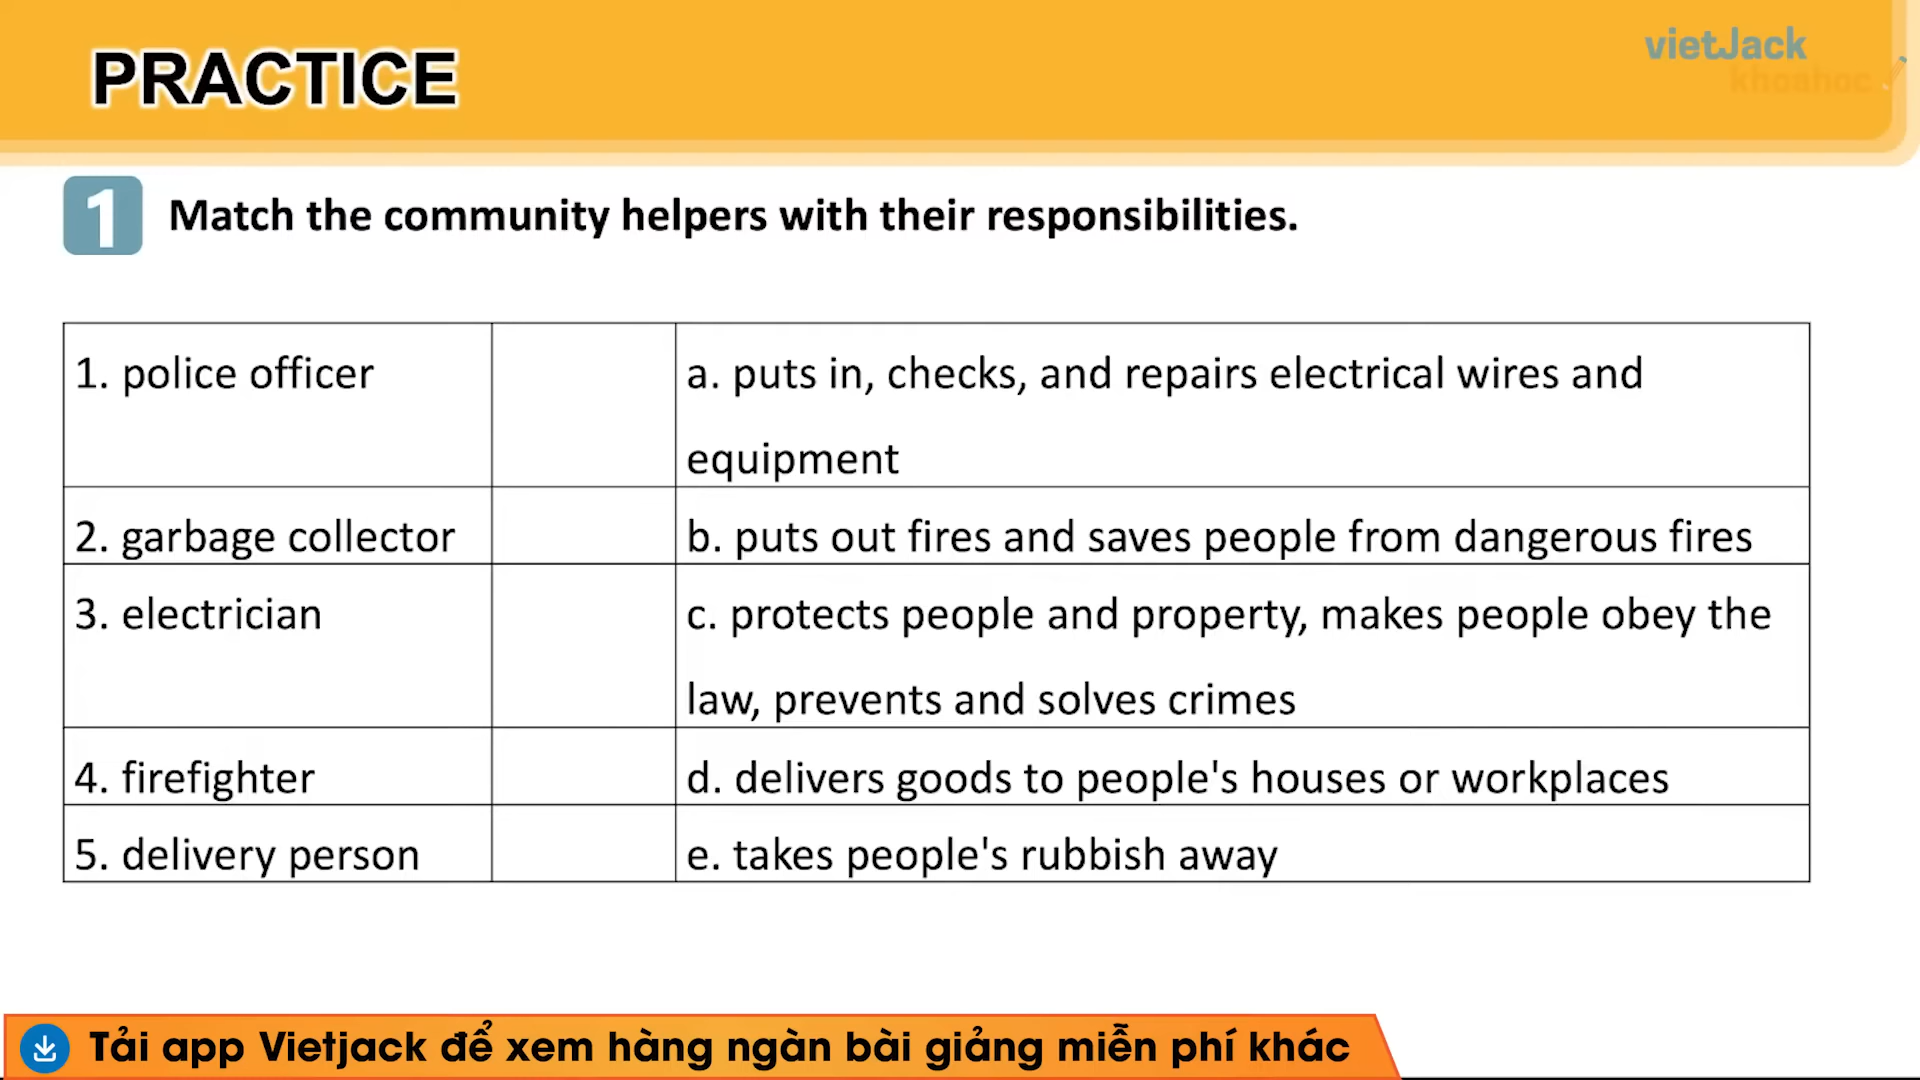 PRACTICE
vietJack
khoahoc
1 Match the community helpers with their responsibilities.
1. police officer
a. puts in, checks, and repairs electrical wires and
equipment
2. garbage collector
b. puts out fires and saves people from dangerous fires
3. electrician
c. protects people and property, makes people obey the
law, prevents and solves crimes
4. firefighter
d. delivers goods to people's houses or workplaces
5. delivery person
e. takes people's rubbish away
Tải app Vietjack để xem hàng ngàn bài giảng miễn phí khác